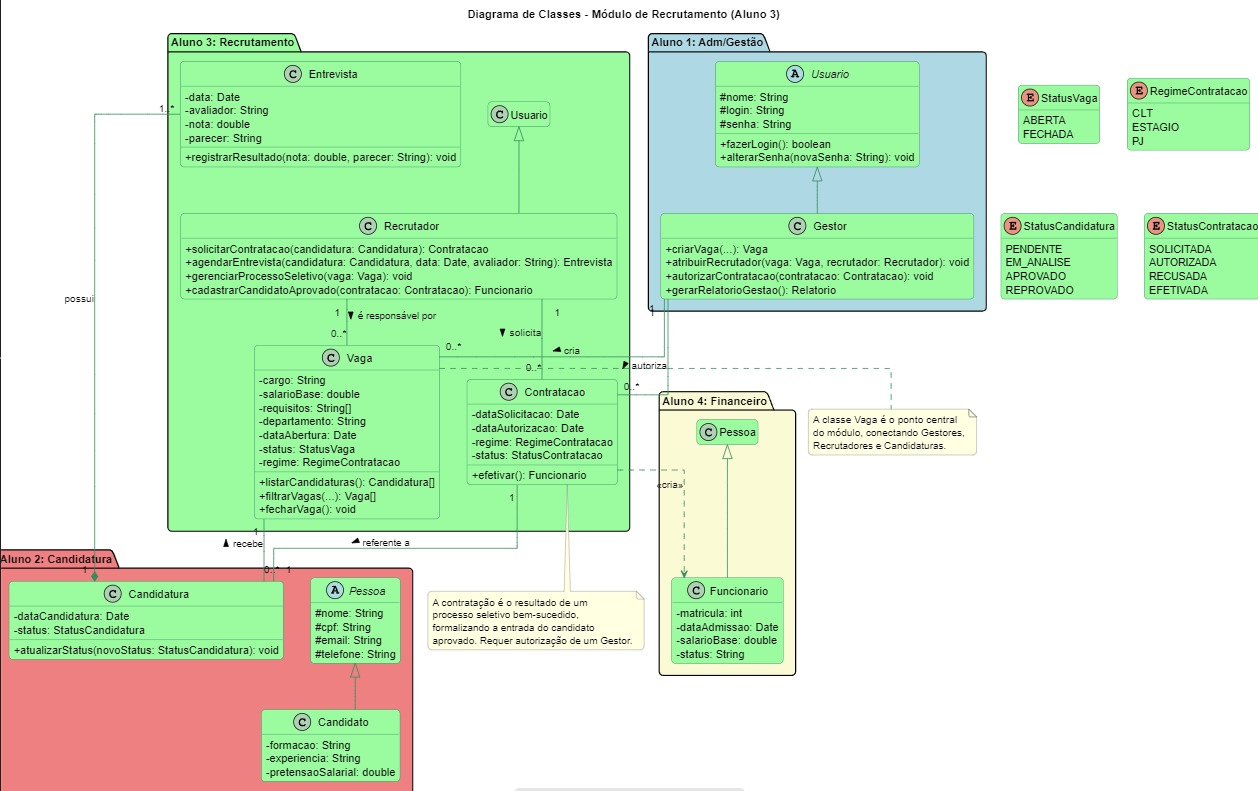 Diagrama de Classes - Módulo de Recrutamento (Aluno 3)
Aluno 3: Recrutamento
C Entrevista
-data: Date
-avaliador: String
-nota: double
-parecer: String
+registrarResultado(nota: double, parecer: String): void
C Usuario
C Recrutador
+solicitarContratacao(candidatura: Candidatura): Contratacao
+agendarEntrevista(candidatura: Candidatura, data: Date, avaliador: String): Entrevista
+gerenciarProcessoSeletivo(vaga: Vaga): void
+cadastrarCandidatoAprovado(contratacao: Contratacao): Funcionario
C Vaga
-cargo: String
-salarioBase: double
-requisitos: String[]
-departamento: String
-dataAbertura: Date
-status: StatusVaga
-regime: RegimeContratacao
+listarCandidaturas(): Candidatura[]
+filtrarVagas(...): Vaga[]
+fecharVaga(): void
C Contratacao
-dataSolicitacao: Date
-dataAutorizacao: Date
-regime: RegimeContratacao
-status: StatusContratacao
+efetivar(): Funcionario
Aluno 1: Adm/Gestão
A Usuario
#nome: String
#login: String
#senha: String
+fazerLogin(): boolean
+alterarSenha(novaSenha: String): void
C Gestor
+criarVaga(...): Vaga
+atribuirRecrutador(vaga: Vaga, recrutador: Recrutador): void
+autorizarContratacao(contratacao: Contratacao): void
+gerarRelatorioGestao(): Relatorio
E StatusVaga
ABERTA
FECHADA
E RegimeContratacao
CLT
ESTAGIO
PJ
E StatusCandidatura
PENDENTE
EM_ANALISE
APROVADO
REPROVADO
E StatusContratacao
SOLICITADA
AUTORIZADA
RECUSADA
EFETIVADA
1..*
possui
1
1
é responsável por
0..*
1
solicita
0..*
1
cria
0..*
autoriza
0..*
1
recebe
0..*
1
referente a
1
«cria»
Aluno 4: Financeiro
C Pessoa
C Funcionario
-matricula: int
-dataAdmissao: Date
-salarioBase: double
-status: String
A classe Vaga é o ponto central
do módulo, conectando Gestores,
Recrutadores e Candidaturas.
Aluno 2: Candidatura
C Candidatura
-dataCandidatura: Date
-status: StatusCandidatura
+atualizarStatus(novoStatus: StatusCandidatura): void
A Pessoa
#nome: String
#cpf: String
#email: String
#telefone: String
C Candidato
-formacao: String
-experiencia: String
-pretensaoSalarial: double
A contratação é o resultado de um
processo seletivo bem-sucedido,
formalizando a entrada do candidato
aprovado. Requer autorização de um Gestor.